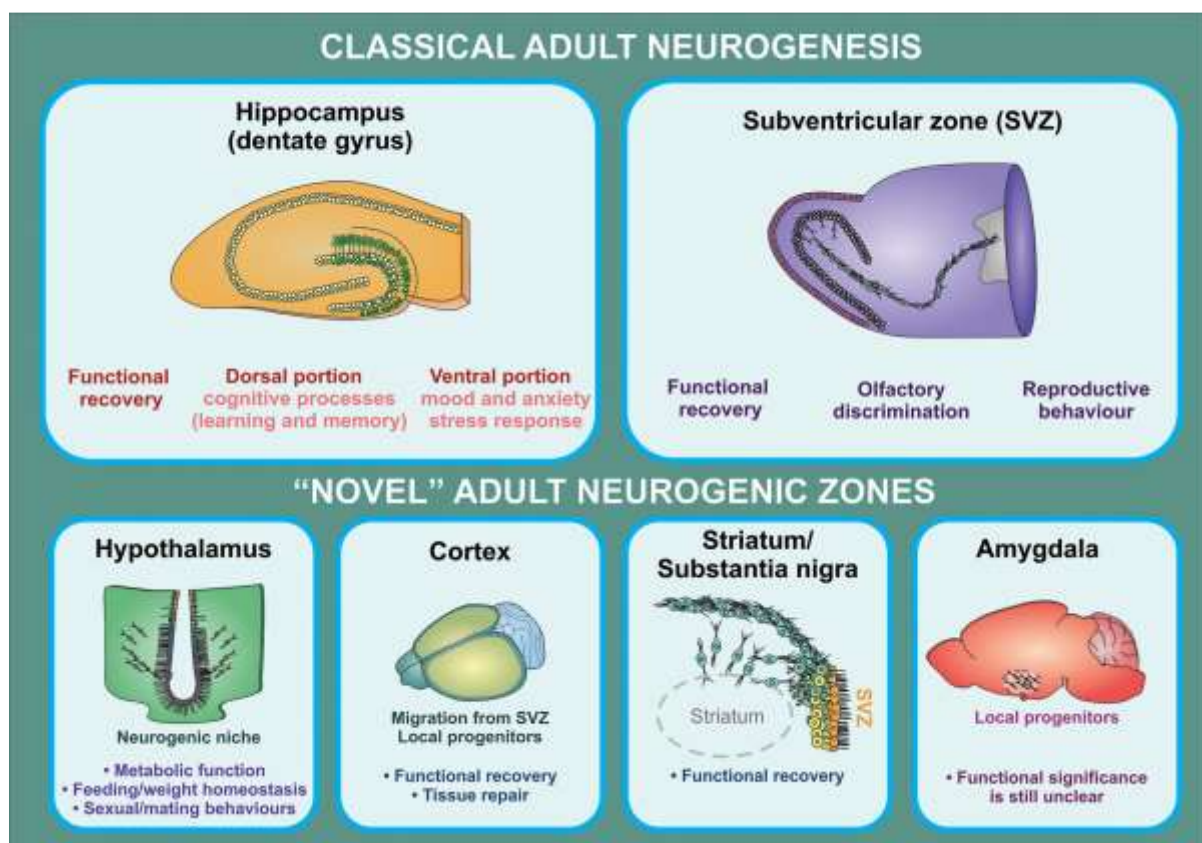 CLASSICAL ADULT NEUROGENESIS
Hippocampus
(dentate gyrus)
Functional
recovery
Dorsal portion
cognitive processes
(learning and memory)
Ventral portion
mood and anxiety
stress response
Subventricular zone (SVZ)
Functional
recovery
Olfactory
discrimination
Reproductive
behaviour
“NOVEL” ADULT NEUROGENIC ZONES
Hypothalamus
Neurogenic niche
• Metabolic function
• Feeding/weight homeostasis
• Sexual/mating behaviours
Cortex
Migration from SVZ
Local progenitors
• Functional recovery
• Tissue repair
Striatum/
Substantia nigra
Striatum
SVZ
• Functional recovery
Amygdala
Local progenitors
• Functional significance
is still unclear